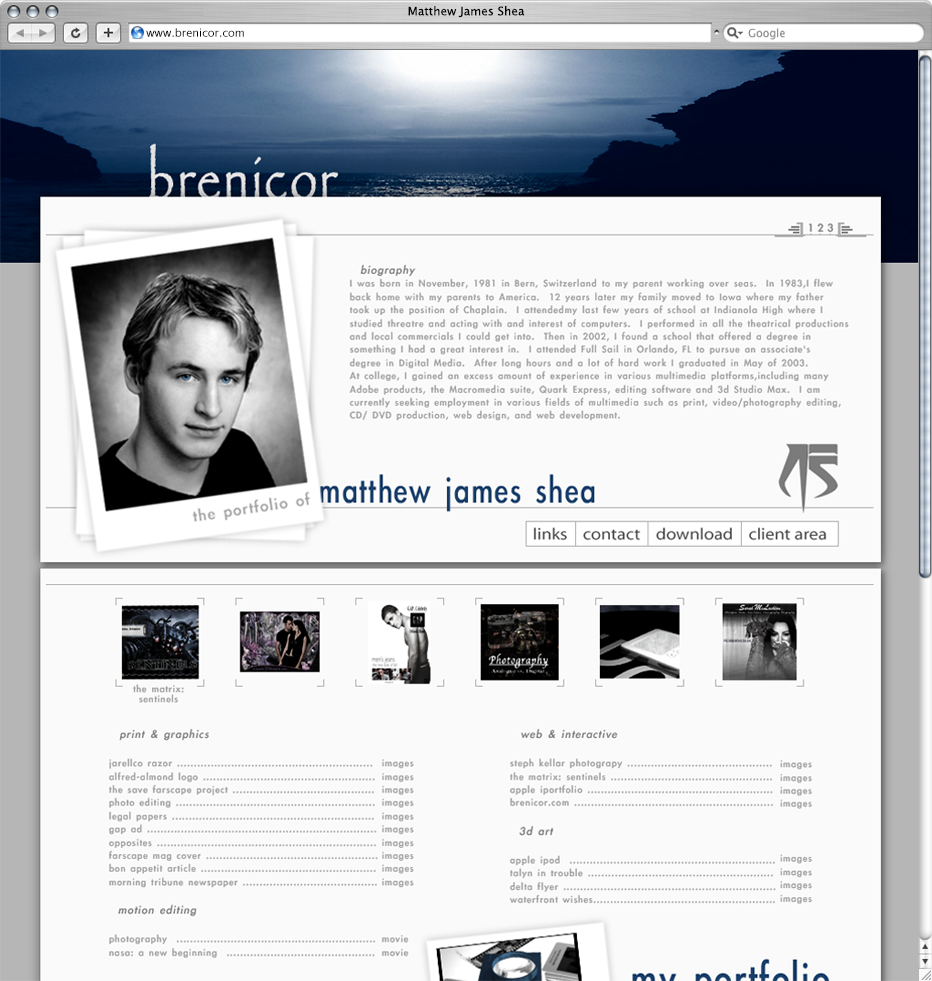 Matthew James Shea
www.brenicor.com
Google
brenicor
1 2 3
biography
I was born in November, 1981 in Bern, Switzerland to my parent working over seas. In 1983,I flew
back home with my parents to America. 12 years later my family moved to Iowa where my father
took up the position of Chaplain. I attendedmy last few years of school at Indianola High where I
studied threatre and acting with and interest of computers. I performed in all the theatrical productions
and local commercials I could get into. Then in 2002, I found a school that offered a degree in
something I had a great interest in. I attended Full Sail in Orlando, FL to pursue an associate's
degree in Digital Media. After long hours and a lot of hard work I graduated in May of 2003.
At college, I gained an excess amount of experience in various multimedia platforms,including many
Adobe products, the Macromedia suite, Quark Express, editing software and 3d Studio Max. I am
currently seeking employment in various fields of multimedia such as print, video/photography editing,
CD/ DVD production, web design, and web development.
the portfolio of
matthew james shea
links contact download client area
SENTINELS
Photography
Sarah McLachlan
the matrix:
sentinels
print & graphics
jarellco razor images
alfred-almond logo images
the save farscape project images
photo editing images
legal papers images
gap ad images
opposites images
farscape mag cover images
bon appetit article images
morning tribune newspaper images
motion editing
photography movie
nasa: a new beginning movie
web & interactive
steph kellar photograpy images
the matrix: sentinels images
apple iportfolio images
brenicor.com images
3d art
apple ipod images
talyn in trouble images
delta flyer images
waterfront wishes images
my portfolio